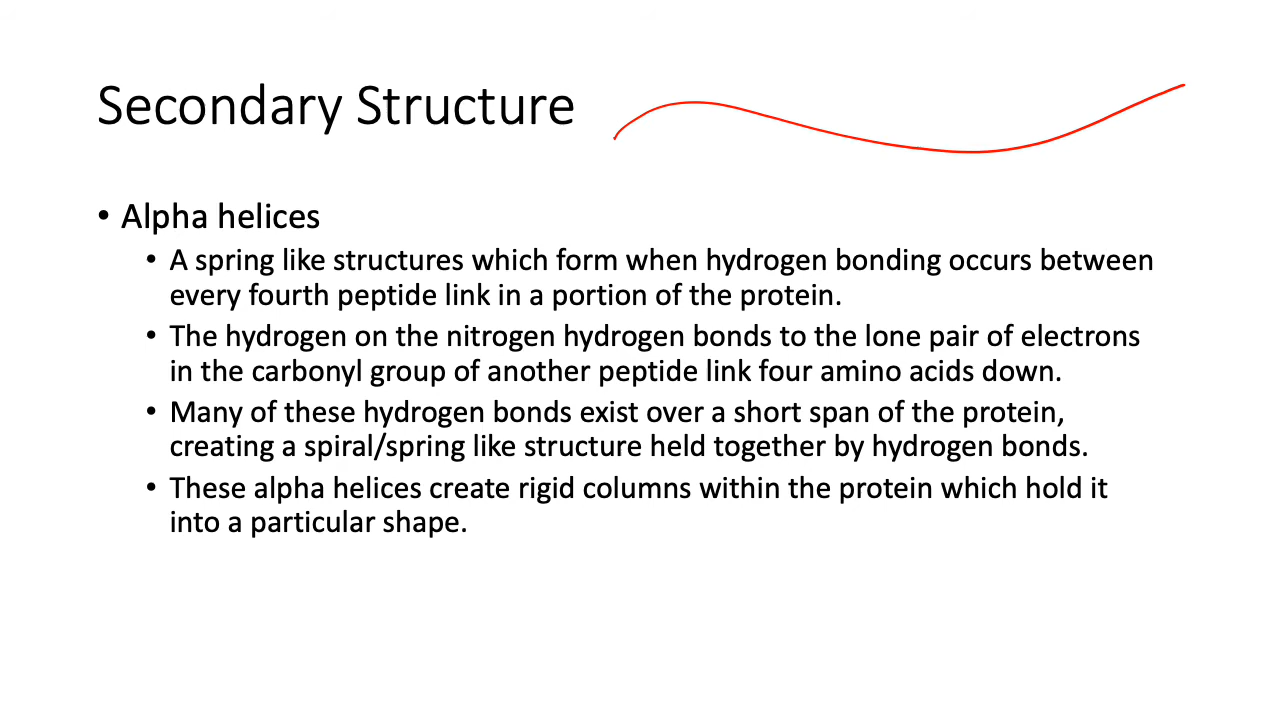 Secondary Structure
• Alpha helices
• A spring like structures which form when hydrogen bonding occurs between
every fourth peptide link in a portion of the protein.
• The hydrogen on the nitrogen hydrogen bonds to the lone pair of electrons
in the carbonyl group of another peptide link four amino acids down.
• Many of these hydrogen bonds exist over a short span of the protein,
creating a spiral/spring like structure held together by hydrogen bonds.
• These alpha helices create rigid columns within the protein which hold it
into a particular shape.